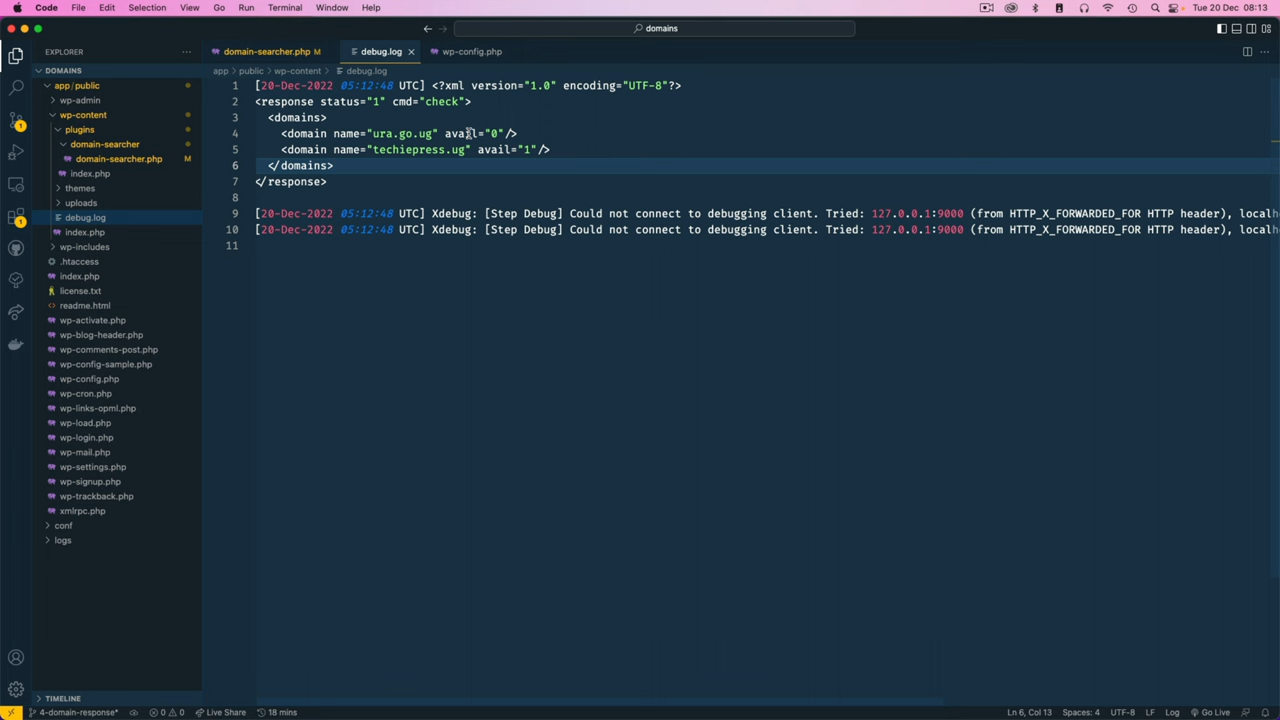 Code File Edit Selection View Go Run Terminal Window Help Tue 20 Dec 08:13
domains
EXPLORER
domain-searcher.php M debug.log wp-config.php
DOMAINS
app/public
wp-admin
wp-content
plugins
domain-searcher
domain-searcher.php M
index.php
themes
uploads
debug.log
index.php
wp-includes
.htaccess
index.php
license.txt
readme.html
wp-activate.php
wp-blog-header.php
wp-comments-post.php
wp-config-sample.php
wp-config.php
wp-cron.php
wp-links-opml.php
wp-load.php
wp-login.php
wp-mail.php
wp-settings.php
wp-signup.php
wp-trackback.php
xmlrpc.php
conf
logs
TIMELINE
app > public > wp-content > debug.log
1 [20-Dec-2022 05:12:48 UTC] <?xml version="1.0" encoding="UTF-8"?>
2 <response status="1" cmd="check">
3 <domains>
4 <domain name="ura.go.ug" avail="0"/>
5 <domain name="techiepress.ug" avail="1"/>
6 </domains>
7 </response>
8
9 [20-Dec-2022 05:12:48 UTC] Xdebug: [Step Debug] Could not connect to debugging client. Tried: 127.0.0.1:9000 (from HTTP_X_FORWARDED_FOR HTTP header), localh
10 [20-Dec-2022 05:12:48 UTC] Xdebug: [Step Debug] Could not connect to debugging client. Tried: 127.0.0.1:9000 (from HTTP_X_FORWARDED_FOR HTTP header), localh
11
4-domain-response* 0 0 Live Share 18 mins Ln 6, Col 13 Spaces: 4 UTF-8 LF Log Go Live